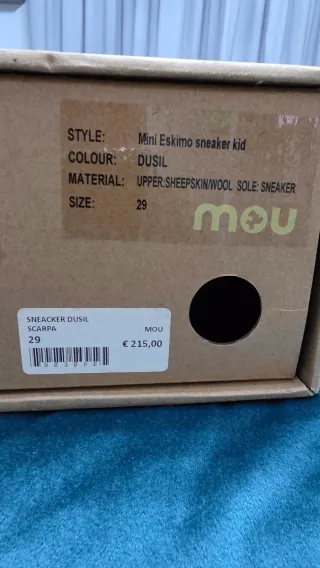 STYLE: Mini Eskimo sneaker kid
COLOUR: DUSIL
MATERIAL: UPPER:SHEEPSKIN/WOOL SOLE: SNEAKER
SIZE: 29
mou
SNEACKER DUSIL
SCARPA MOU
29
€ 215,00